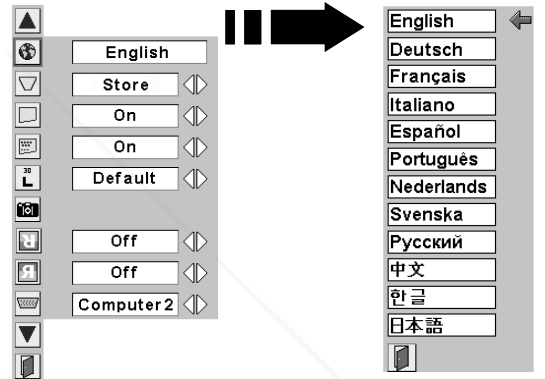 English
Store
On
On
30
L
Default
Off
Off
Computer2
English
Deutsch
Français
Italiano
Español
Português
Nederlands
Svenska
Русский
中文
한글
日本語